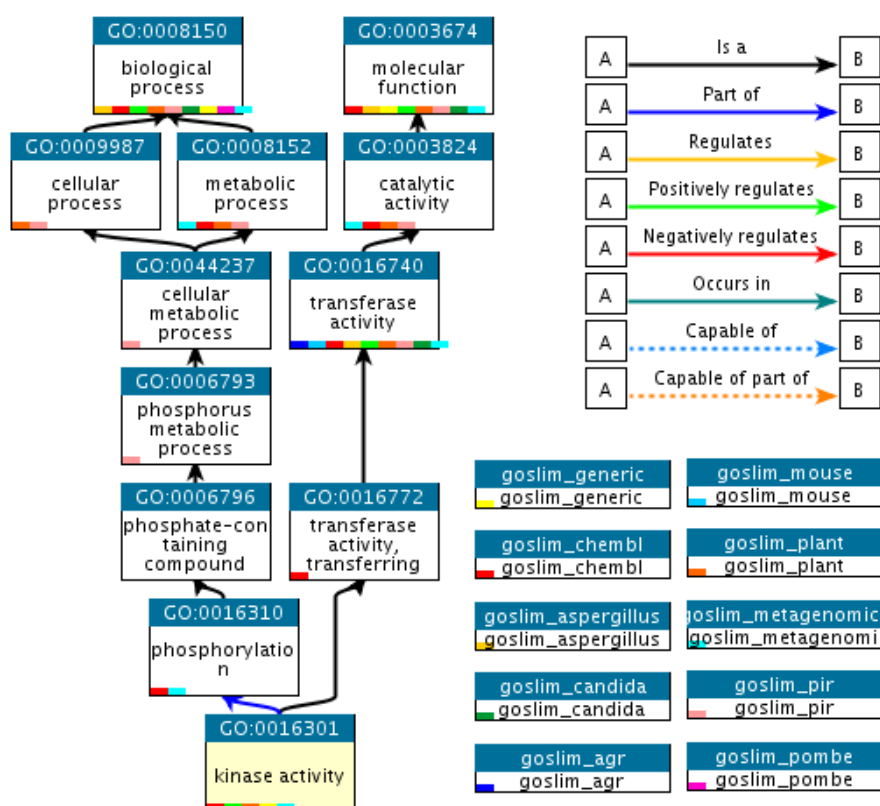 GO:0008150
biological
process
GO:0003674
molecular
function
GO:0009987
cellular
process
GO:0008152
metabolic
process
GO:0003824
catalytic
activity
GO:0044237
cellular
metabolic
process
GO:0016740
transferase
activity
GO:0006793
phosphorus
metabolic
process
GO:0006796
phosphate-con
taining
compound
GO:0016772
transferase
activity,
transferring
GO:0016310
phosphorylatio
n
GO:0016301
kinase activity
A Is a B
A Part of B
A Regulates B
A Positively regulates B
A Negatively regulates B
A Occurs in B
A Capable of B
A Capable of part of B
goslim_generic
goslim_generic
goslim_mouse
goslim_mouse
goslim_chembl
goslim_chembl
goslim_plant
goslim_plant
goslim_aspergillus
goslim_aspergillus
goslim_metagenomic
goslim_metagenomi
goslim_candida
goslim_candida
goslim_pir
goslim_pir
goslim_agr
goslim_agr
goslim_pombe
goslim_pombe